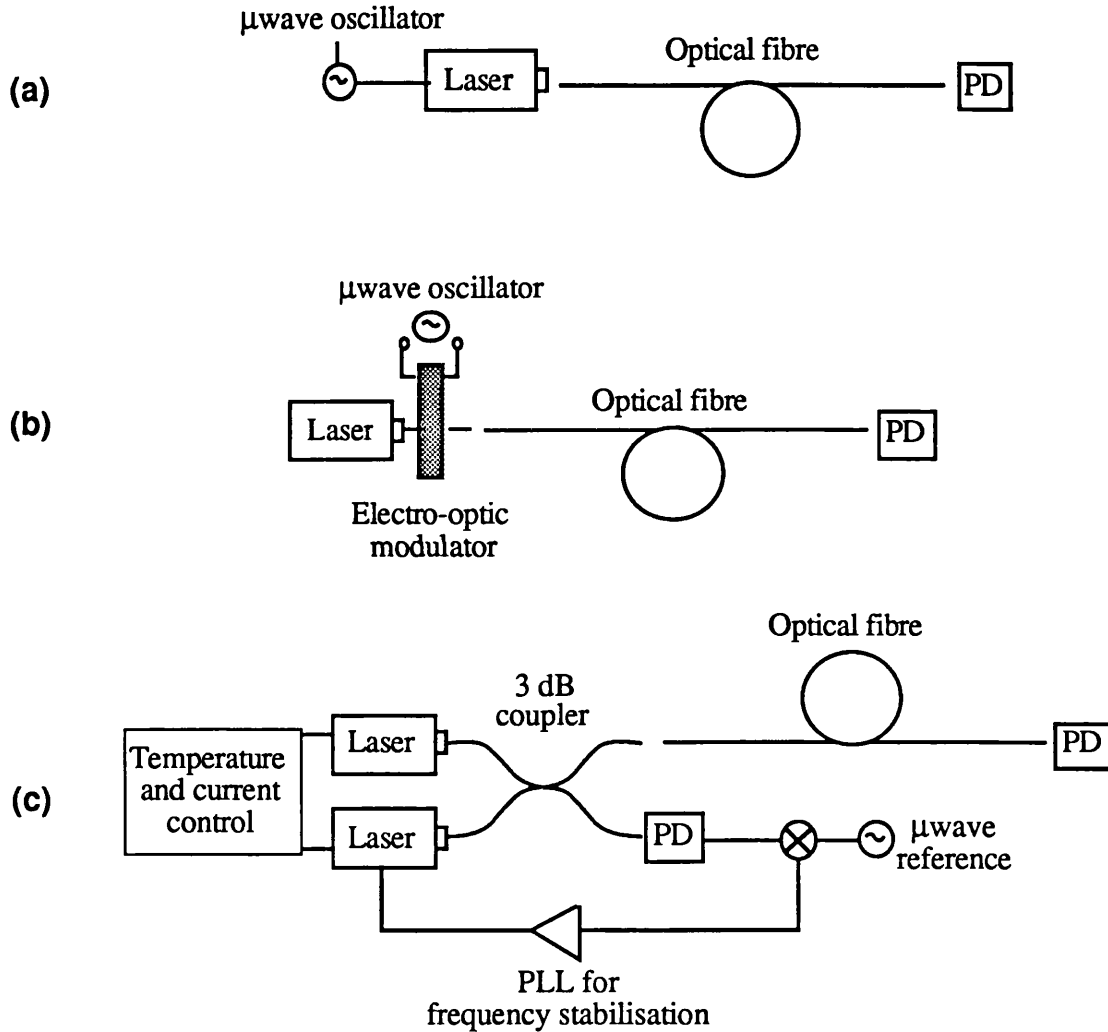 (a)
μwave oscillator
Laser
Optical fibre
PD
(b)
μwave oscillator
Laser
Electro-optic
modulator
Optical fibre
PD
(c)
Temperature
and current
control
Laser
Laser
3 dB
coupler
Optical fibre
PD
PD
μwave
reference
PLL for
frequency stabilisation